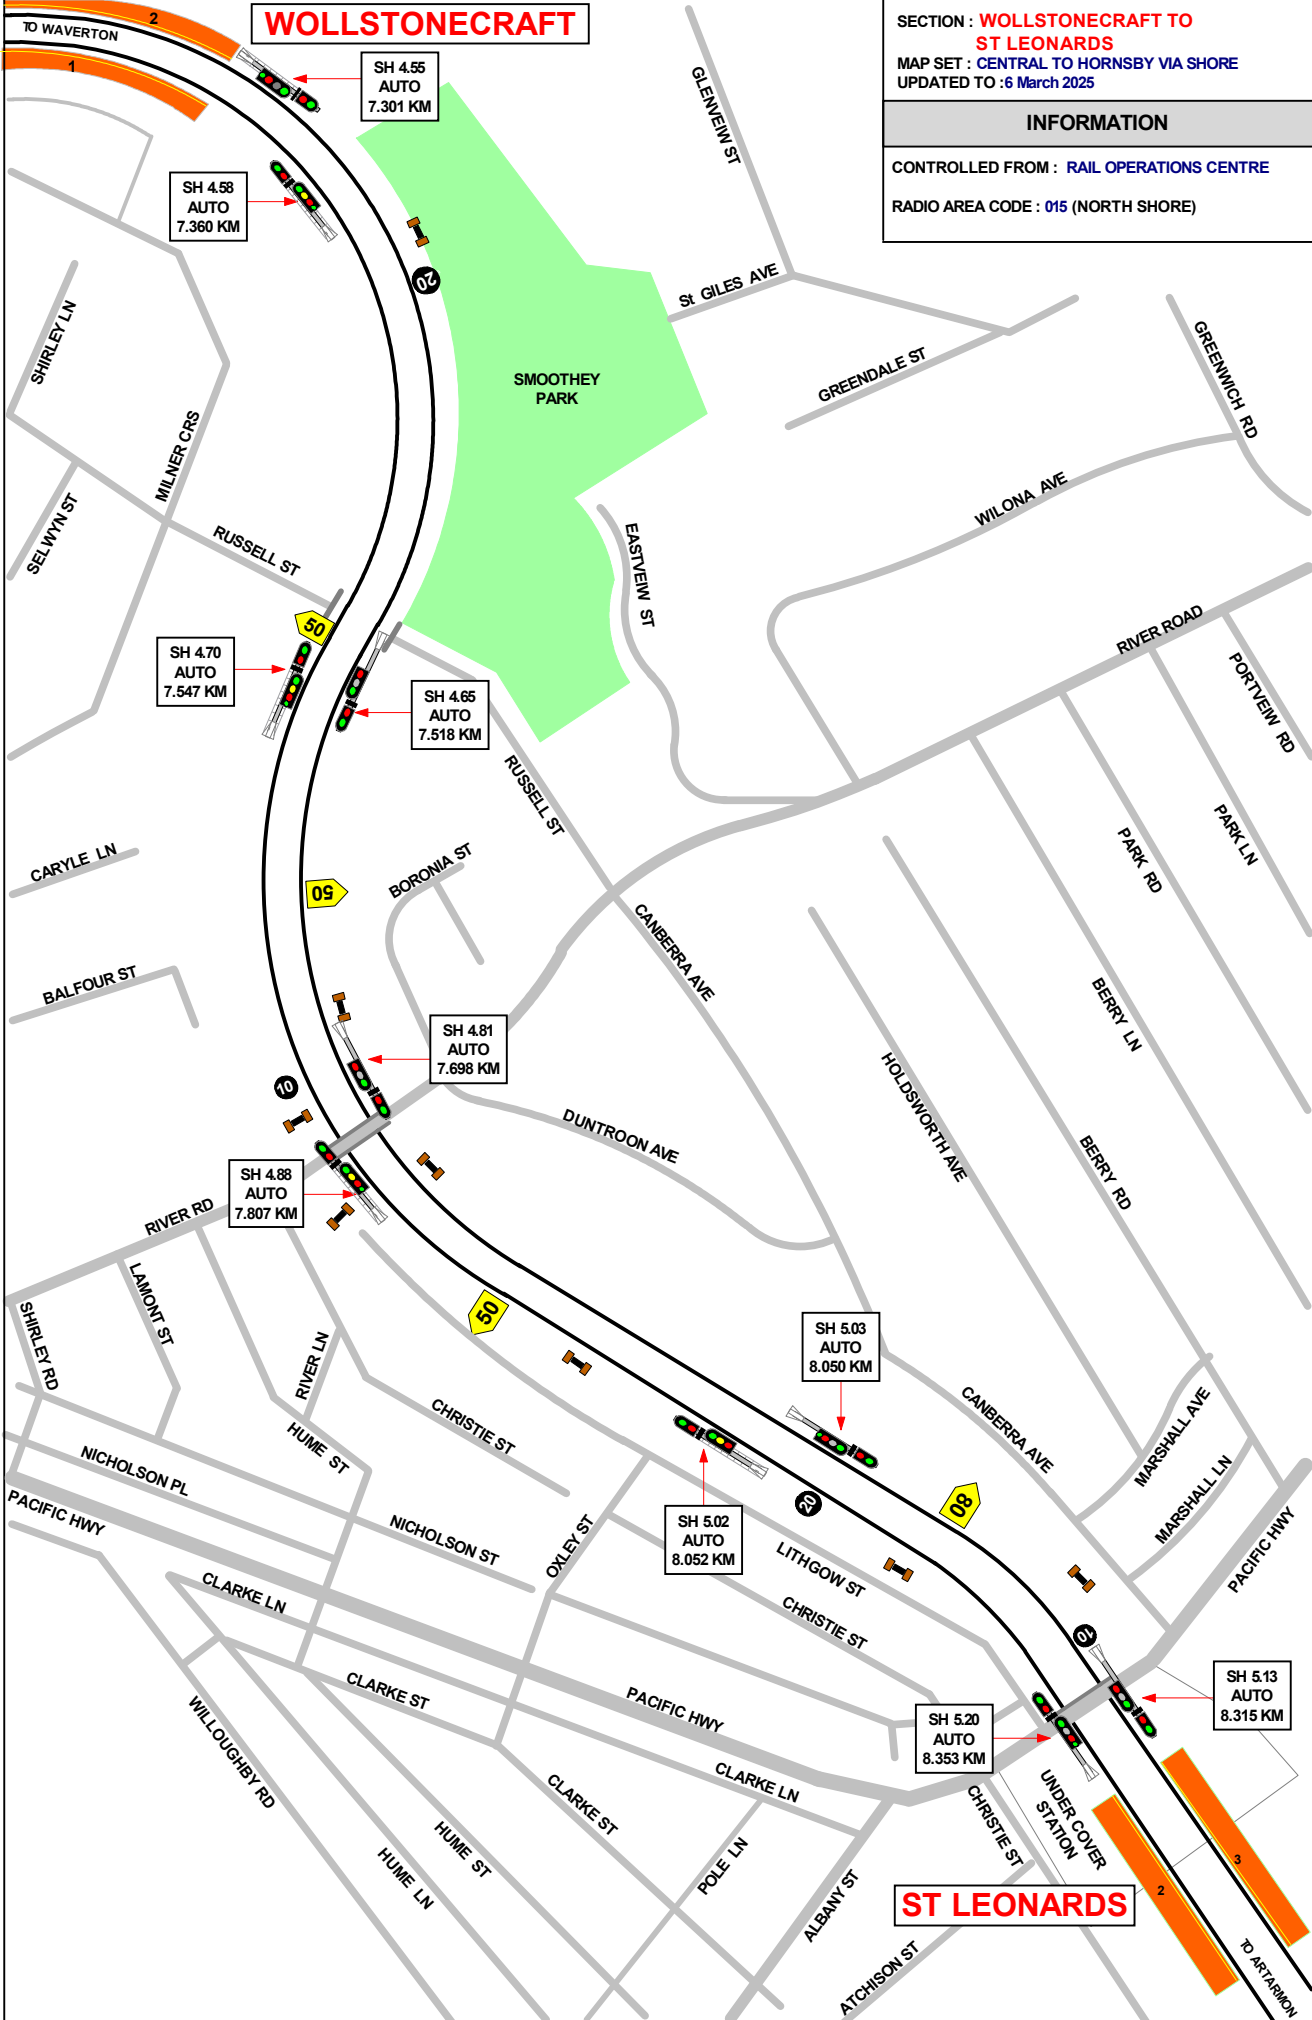 WOLLSTONECRAFT
SECTION : WOLLSTONECRAFT TO
ST LEONARDS
MAP SET : CENTRAL TO HORNSBY VIA SHORE
UPDATED TO :6 March 2025
INFORMATION
CONTROLLED FROM : RAIL OPERATIONS CENTRE
RADIO AREA CODE : 015 (NORTH SHORE)
TO WAVERTON
2
1
SH 4.55
AUTO
7.301 KM
SH 4.58
AUTO
7.360 KM
20
GLENVEIW ST
St GILES AVE
GREENDALE ST
GREENWICH RD
SHIRLEY LN
MILNER CRS
SMOOTHEY
PARK
SELWYN ST
RUSSELL ST
EASTVEIW ST
WILONA AVE
RIVER ROAD
PORTVEIW RD
50
SH 4.70
AUTO
7.547 KM
SH 4.65
AUTO
7.518 KM
RUSSELL ST
PARK LN
PARK RD
CARYLE LN
50
BORONIA ST
CANBERRA AVE
BALFOUR ST
BERRY LN
SH 4.81
AUTO
7.698 KM
10
HOLDSWORTH AVE
DUNTROON AVE
BERRY RD
SH 4.88
AUTO
7.807 KM
RIVER RD
LAMONT ST
SHIRLEY RD
RIVER LN
50
SH 5.03
AUTO
8.050 KM
CHRISTIE ST
HUME ST
CANBERRA AVE
MARSHALL AVE
MARSHALL LN
NICHOLSON PL
PACIFIC HWY
NICHOLSON ST
OXLEY ST
SH 5.02
AUTO
8.052 KM
20
80
LITHGOW ST
PACIFIC HWY
CLARKE LN
CHRISTIE ST
10
CLARKE ST
PACIFIC HWY
SH 5.13
AUTO
8.315 KM
SH 5.20
AUTO
8.353 KM
WILLOUGHBY RD
CLARKE LN
CLARKE ST
UNDER COVER
STATION
CHRISTIE ST
HUME ST
HUME LN
POLE LN
ALBANY ST
ST LEONARDS
2
3
ATCHISON ST
TO ARTARMON